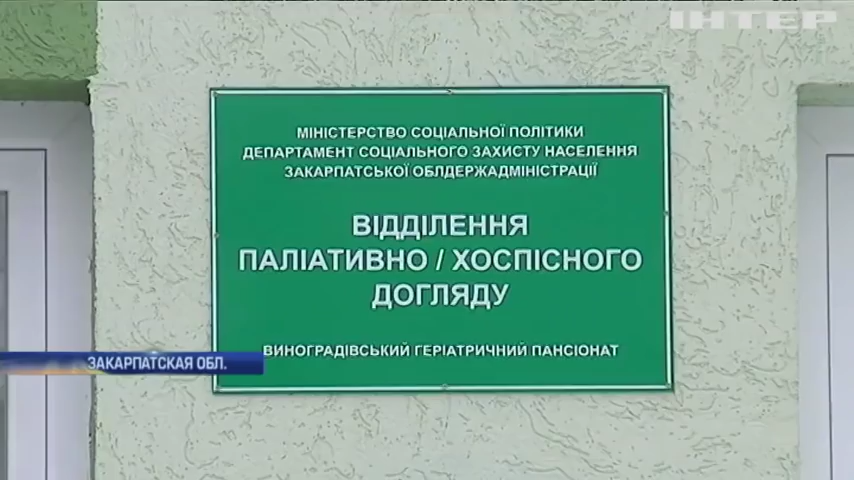 ІНТЕР
МІНІСТЕРСТВО СОЦІАЛЬНОЇ ПОЛІТИКИ
ДЕПАРТАМЕНТ СОЦІАЛЬНОГО ЗАХИСТУ НАСЕЛЕННЯ
ЗАКАРПАТСЬКОЇ ОБЛДЕРЖАДМІНІСТРАЦІЇ
ВІДДІЛЕННЯ
ПАЛІАТИВНО / ХОСПІСНОГО
ДОГЛЯДУ
ВИНОГРАДІВСЬКИЙ ГЕРІАТРИЧНИЙ ПАНСІОНАТ
ЗАКАРПАТСКАЯ ОБЛ.